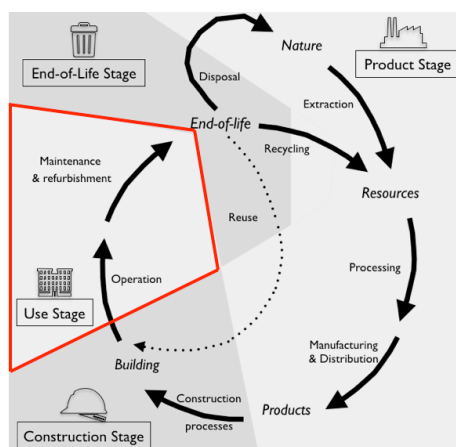 End-of-Life Stage
Nature
Product Stage
Disposal
Extraction
End-of-life
Recycling
Maintenance
& refurbishment
Resources
Reuse
Operation
Processing
Use Stage
Manufacturing
& Distribution
Building
Construction
processes
Products
Construction Stage